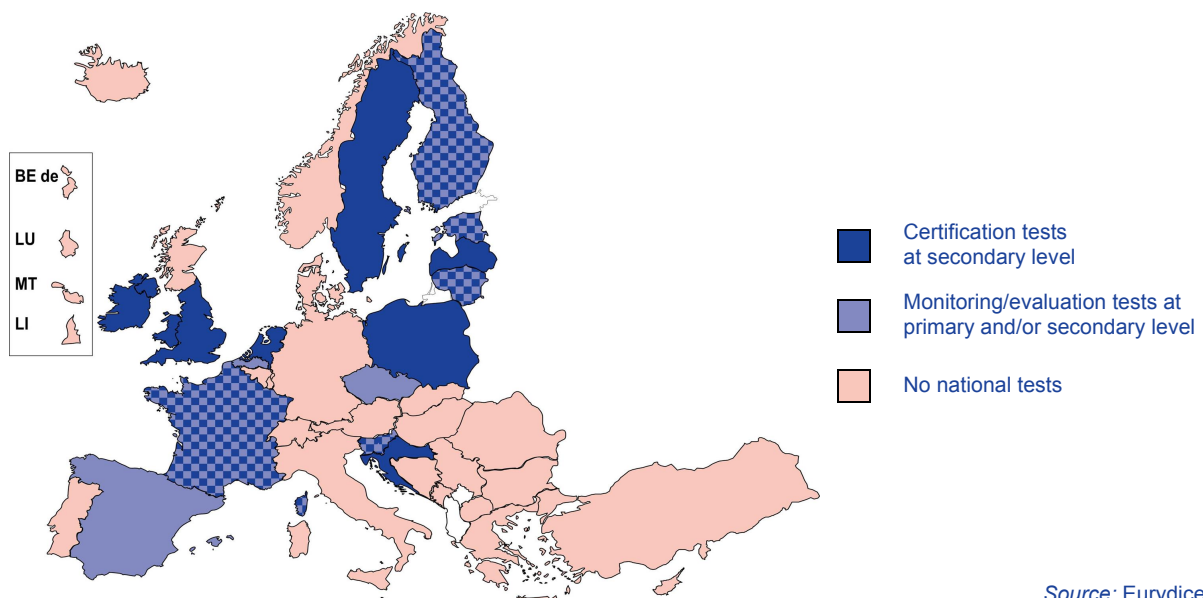 BE de
LU
MT
LI
Certification tests
at secondary level
Monitoring/evaluation tests at
primary and/or secondary level
No national tests
Source: Eurydice